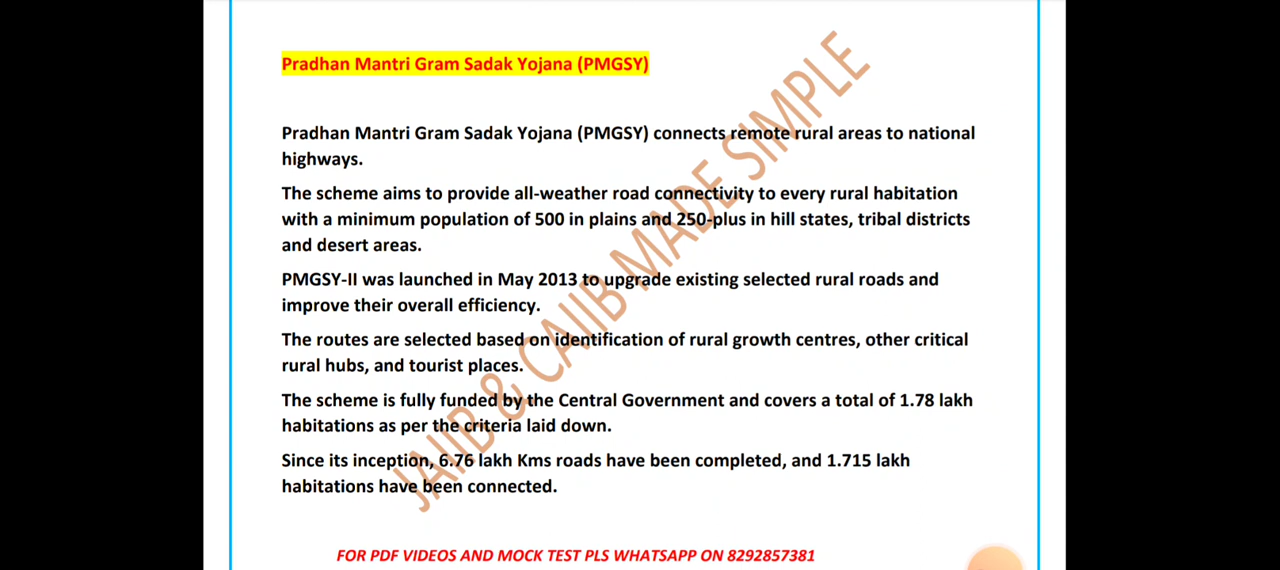 Pradhan Mantri Gram Sadak Yojana (PMGSY)
Pradhan Mantri Gram Sadak Yojana (PMGSY) connects remote rural areas to national
highways.
The scheme aims to provide all-weather road connectivity to every rural habitation
with a minimum population of 500 in plains and 250-plus in hill states, tribal districts
and desert areas.
PMGSY-II was launched in May 2013 to upgrade existing selected rural roads and
improve their overall efficiency.
The routes are selected based on identification of rural growth centres, other critical
rural hubs, and tourist places.
The scheme is fully funded by the Central Government and covers a total of 1.78 lakh
habitations as per the criteria laid down.
Since its inception, 6.76 lakh Kms roads have been completed, and 1.715 lakh
habitations have been connected.
JAIIB & CAIIB MADE SIMPLE
FOR PDF VIDEOS AND MOCK TEST PLS WHATSAPP ON 8292857381